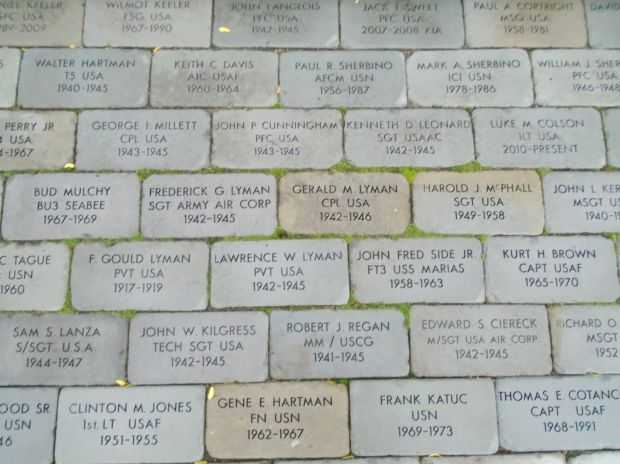 KEELER
SFC USA
1989-2009
WILMOT KEELER
TSG USA
1967-1990
JOHN LANGLOIS
PFC USA
1942-1945
JACK T SWEET
PFC USA
2007-2008 KIA
PAUL A CORTRIGHT
MSG USA
1958-1981
DAVI
WALTER HARTMAN
T5 USA
1940-1945
KEITH C DAVIS
A1C USAF
1960-1964
PAUL R. SHERBINO
AFCM USN
1956-1987
MARK A. SHERBINO
IC1 USN
1978-1986
WILLIAM J. SHER
PFC USA
1946-1948
PERRY JR
USA
-1967
GEORGE I. MILLETT
CPL USA
1943-1945
JOHN P. CUNNINGHAM
PFC USA
1943-1945
KENNETH D. LEONARD
SGT USAAC
1942-1945
LUKE M. COLSON
1LT USA
2010-PRESENT
BUD MULCHY
BU3 SEABEE
1967-1969
FREDERICK G. LYMAN
SGT ARMY AIR CORP
1942-1945
GERALD M. LYMAN
CPL USA
1942-1946
HAROLD J. McPHALL
SGT USA
1949-1958
JOHN L. KER
MSGT US
1940-1
C TAGUE
USN
1960
F. GOULD LYMAN
PVT USA
1917-1919
LAWRENCE W. LYMAN
PVT USA
1942-1945
JOHN FRED SIDE JR.
FT3 USS MARIAS
1958-1963
KURT H. BROWN
CAPT USAF
1965-1970
SAM S. LANZA
S/SGT U.S.A
1944-1947
JOHN W. KILGRESS
TECH SGT USA
1942-1945
ROBERT J. REGAN
MM / USCG
1941-1945
EDWARD S. CIERECK
M/SGT USA AIR CORP
1942-1945
RICHARD O
MSGT
1952
OOD SR.
USN
46
CLINTON M. JONES
1st. LT USAF
1951-1955
GENE E. HARTMAN
FN USN
1962-1967
FRANK KATUC
USN
1969-1973
THOMAS E. COTANC
CAPT USAF
1968-1991